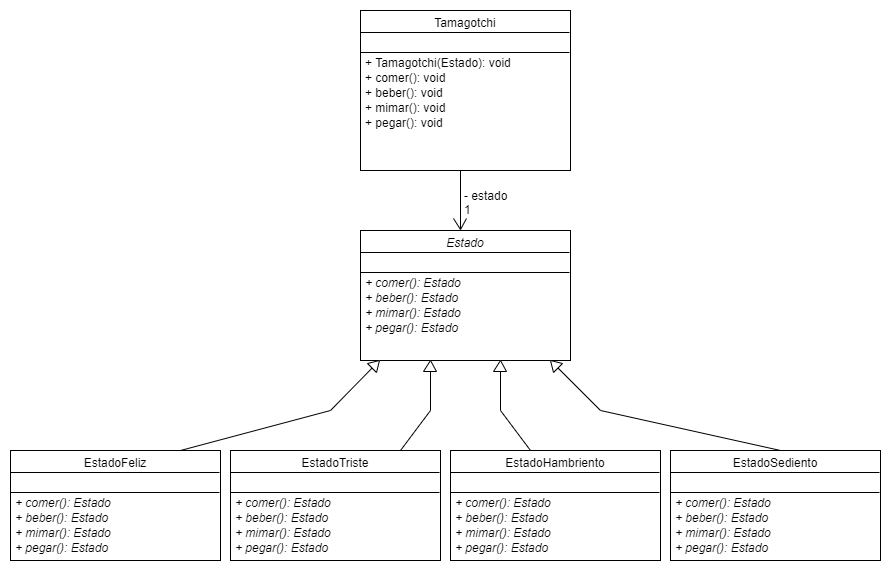 Tamagotchi
+ Tamagotchi(Estado): void
+ comer(): void
+ beber(): void
+ mimar(): void
+ pegar(): void
- estado
1
Estado
+ comer(): Estado
+ beber(): Estado
+ mimar(): Estado
+ pegar(): Estado
EstadoFeliz
+ comer(): Estado
+ beber(): Estado
+ mimar(): Estado
+ pegar(): Estado
EstadoTriste
+ comer(): Estado
+ beber(): Estado
+ mimar(): Estado
+ pegar(): Estado
EstadoHambriento
+ comer(): Estado
+ beber(): Estado
+ mimar(): Estado
+ pegar(): Estado
EstadoSediento
+ comer(): Estado
+ beber(): Estado
+ mimar(): Estado
+ pegar(): Estado